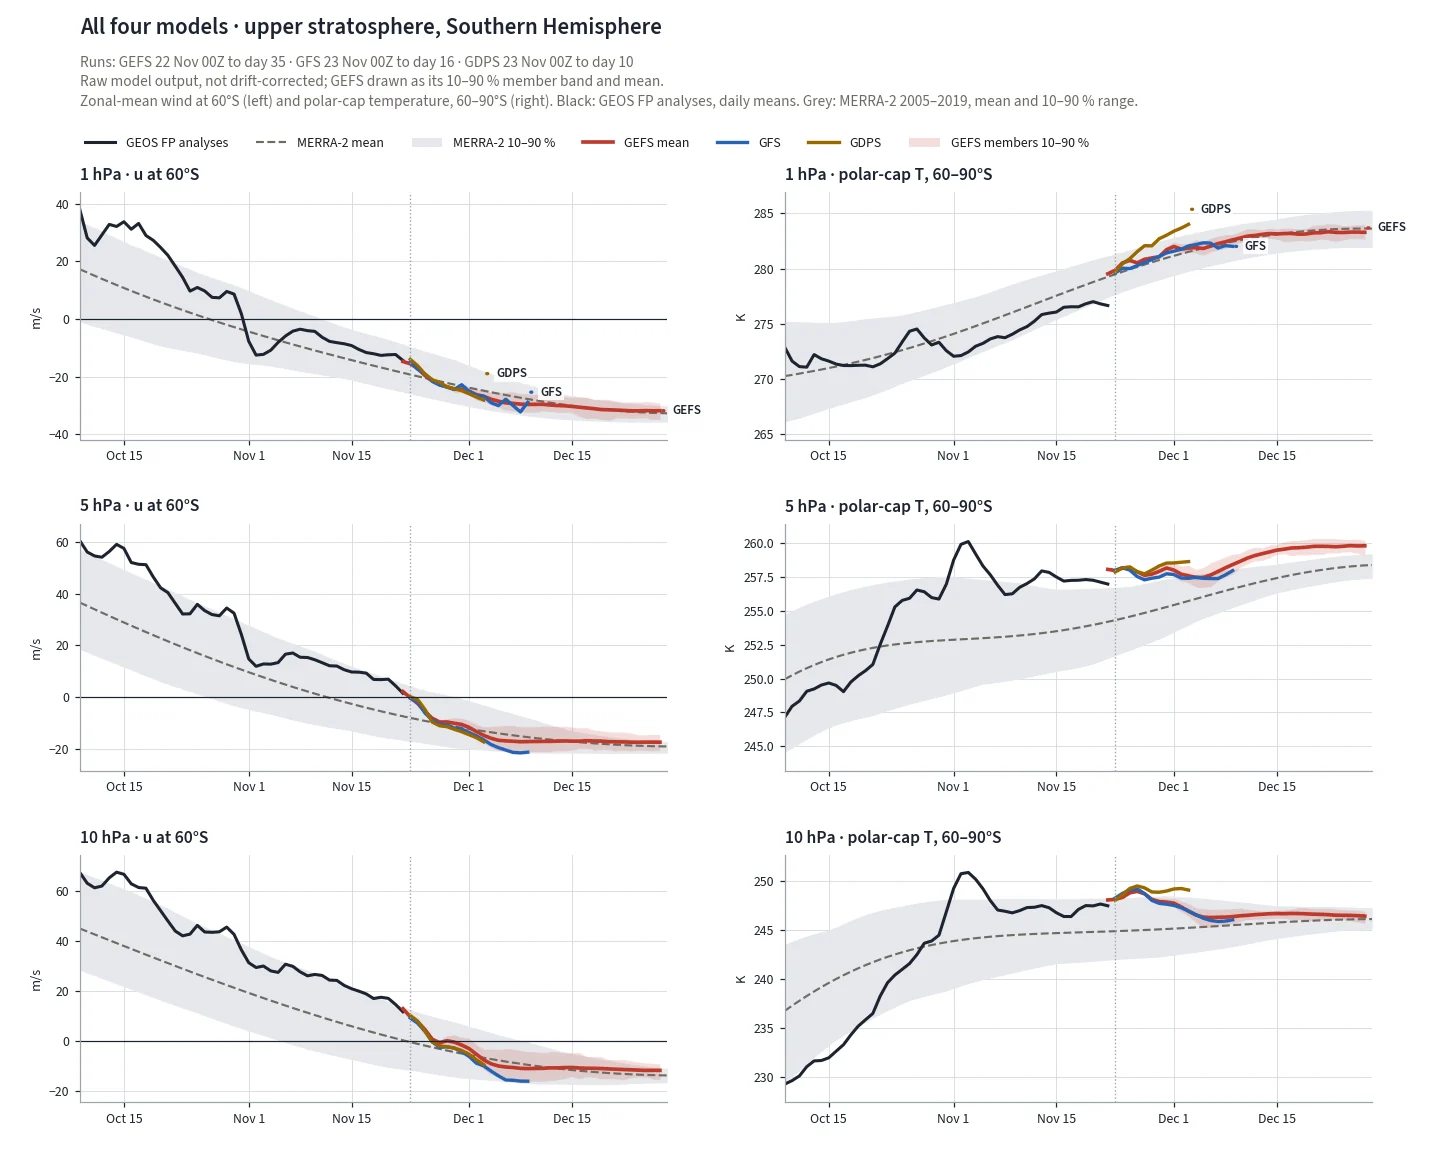 All four models · upper stratosphere, Southern Hemisphere
Runs: GEFS 22 Nov 00Z to day 35 · GFS 23 Nov 00Z to day 16 · GDPS 23 Nov 00Z to day 10
Raw model output, not drift-corrected; GEFS drawn as its 10–90 % member band and mean.
Zonal-mean wind at 60°S (left) and polar-cap temperature, 60–90°S (right). Black: GEOS FP analyses, daily means. Grey: MERRA-2 2005–2019, mean and 10–90 % range.
GEOS FP analyses MERRA-2 mean MERRA-2 10–90 % GEFS mean GFS GDPS GEFS members 10–90 %
1 hPa · u at 60°S
40
20
0
−20
−40
m/s
GDPS
GFS
GEFS
Oct 15 Nov 1 Nov 15 Dec 1 Dec 15
1 hPa · polar-cap T, 60–90°S
285
280
275
270
265
K
GDPS
GEFS
GFS
Oct 15 Nov 1 Nov 15 Dec 1 Dec 15
5 hPa · u at 60°S
60
40
20
0
−20
m/s
Oct 15 Nov 1 Nov 15 Dec 1 Dec 15
5 hPa · polar-cap T, 60–90°S
260.0
257.5
255.0
252.5
250.0
247.5
245.0
K
Oct 15 Nov 1 Nov 15 Dec 1 Dec 15
10 hPa · u at 60°S
60
40
20
0
−20
m/s
Oct 15 Nov 1 Nov 15 Dec 1 Dec 15
10 hPa · polar-cap T, 60–90°S
250
245
240
235
230
K
Oct 15 Nov 1 Nov 15 Dec 1 Dec 15